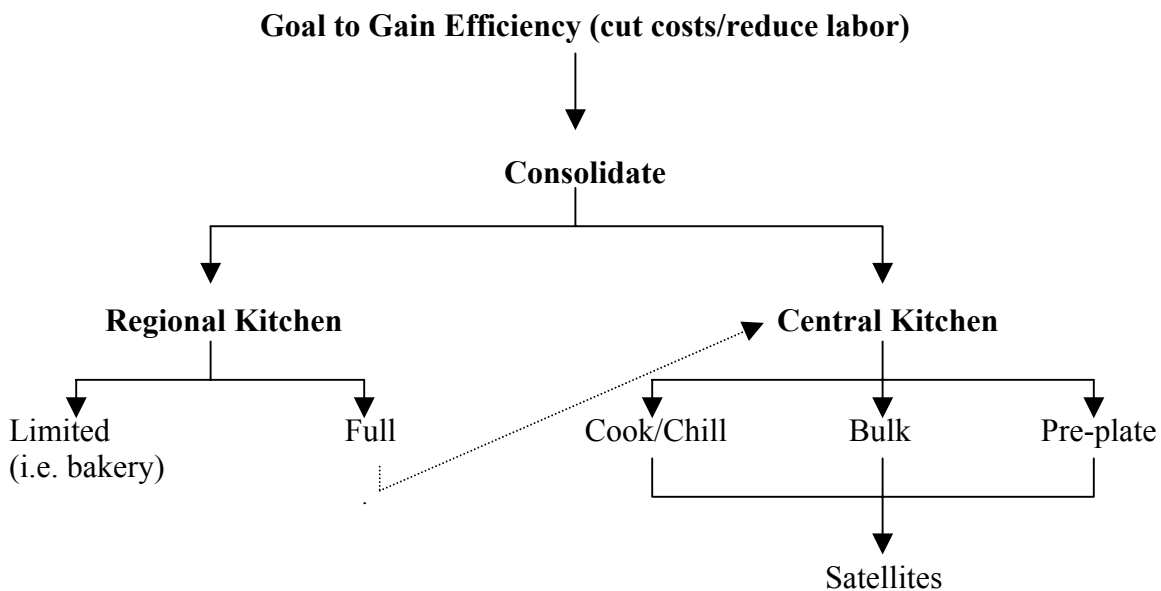 Goal to Gain Efficiency (cut costs/reduce labor)
Consolidate
Regional Kitchen
Central Kitchen
Limited
(i.e. bakery)
Full
Cook/Chill
Bulk
Pre-plate
Satellites